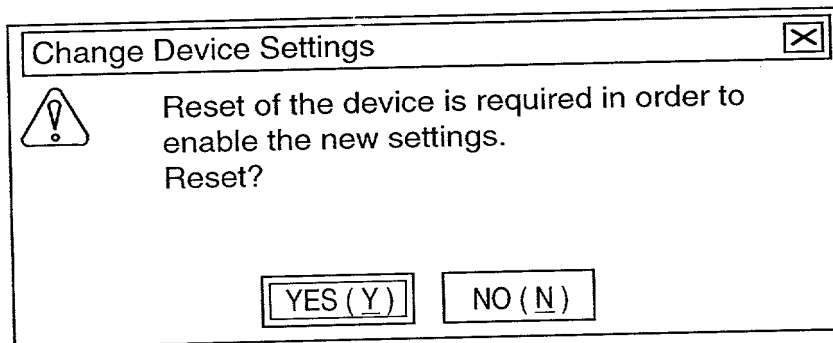 Change Device Settings
Reset of the device is required in order to
enable the new settings.
Reset?
YES ( Y ) NO ( N )